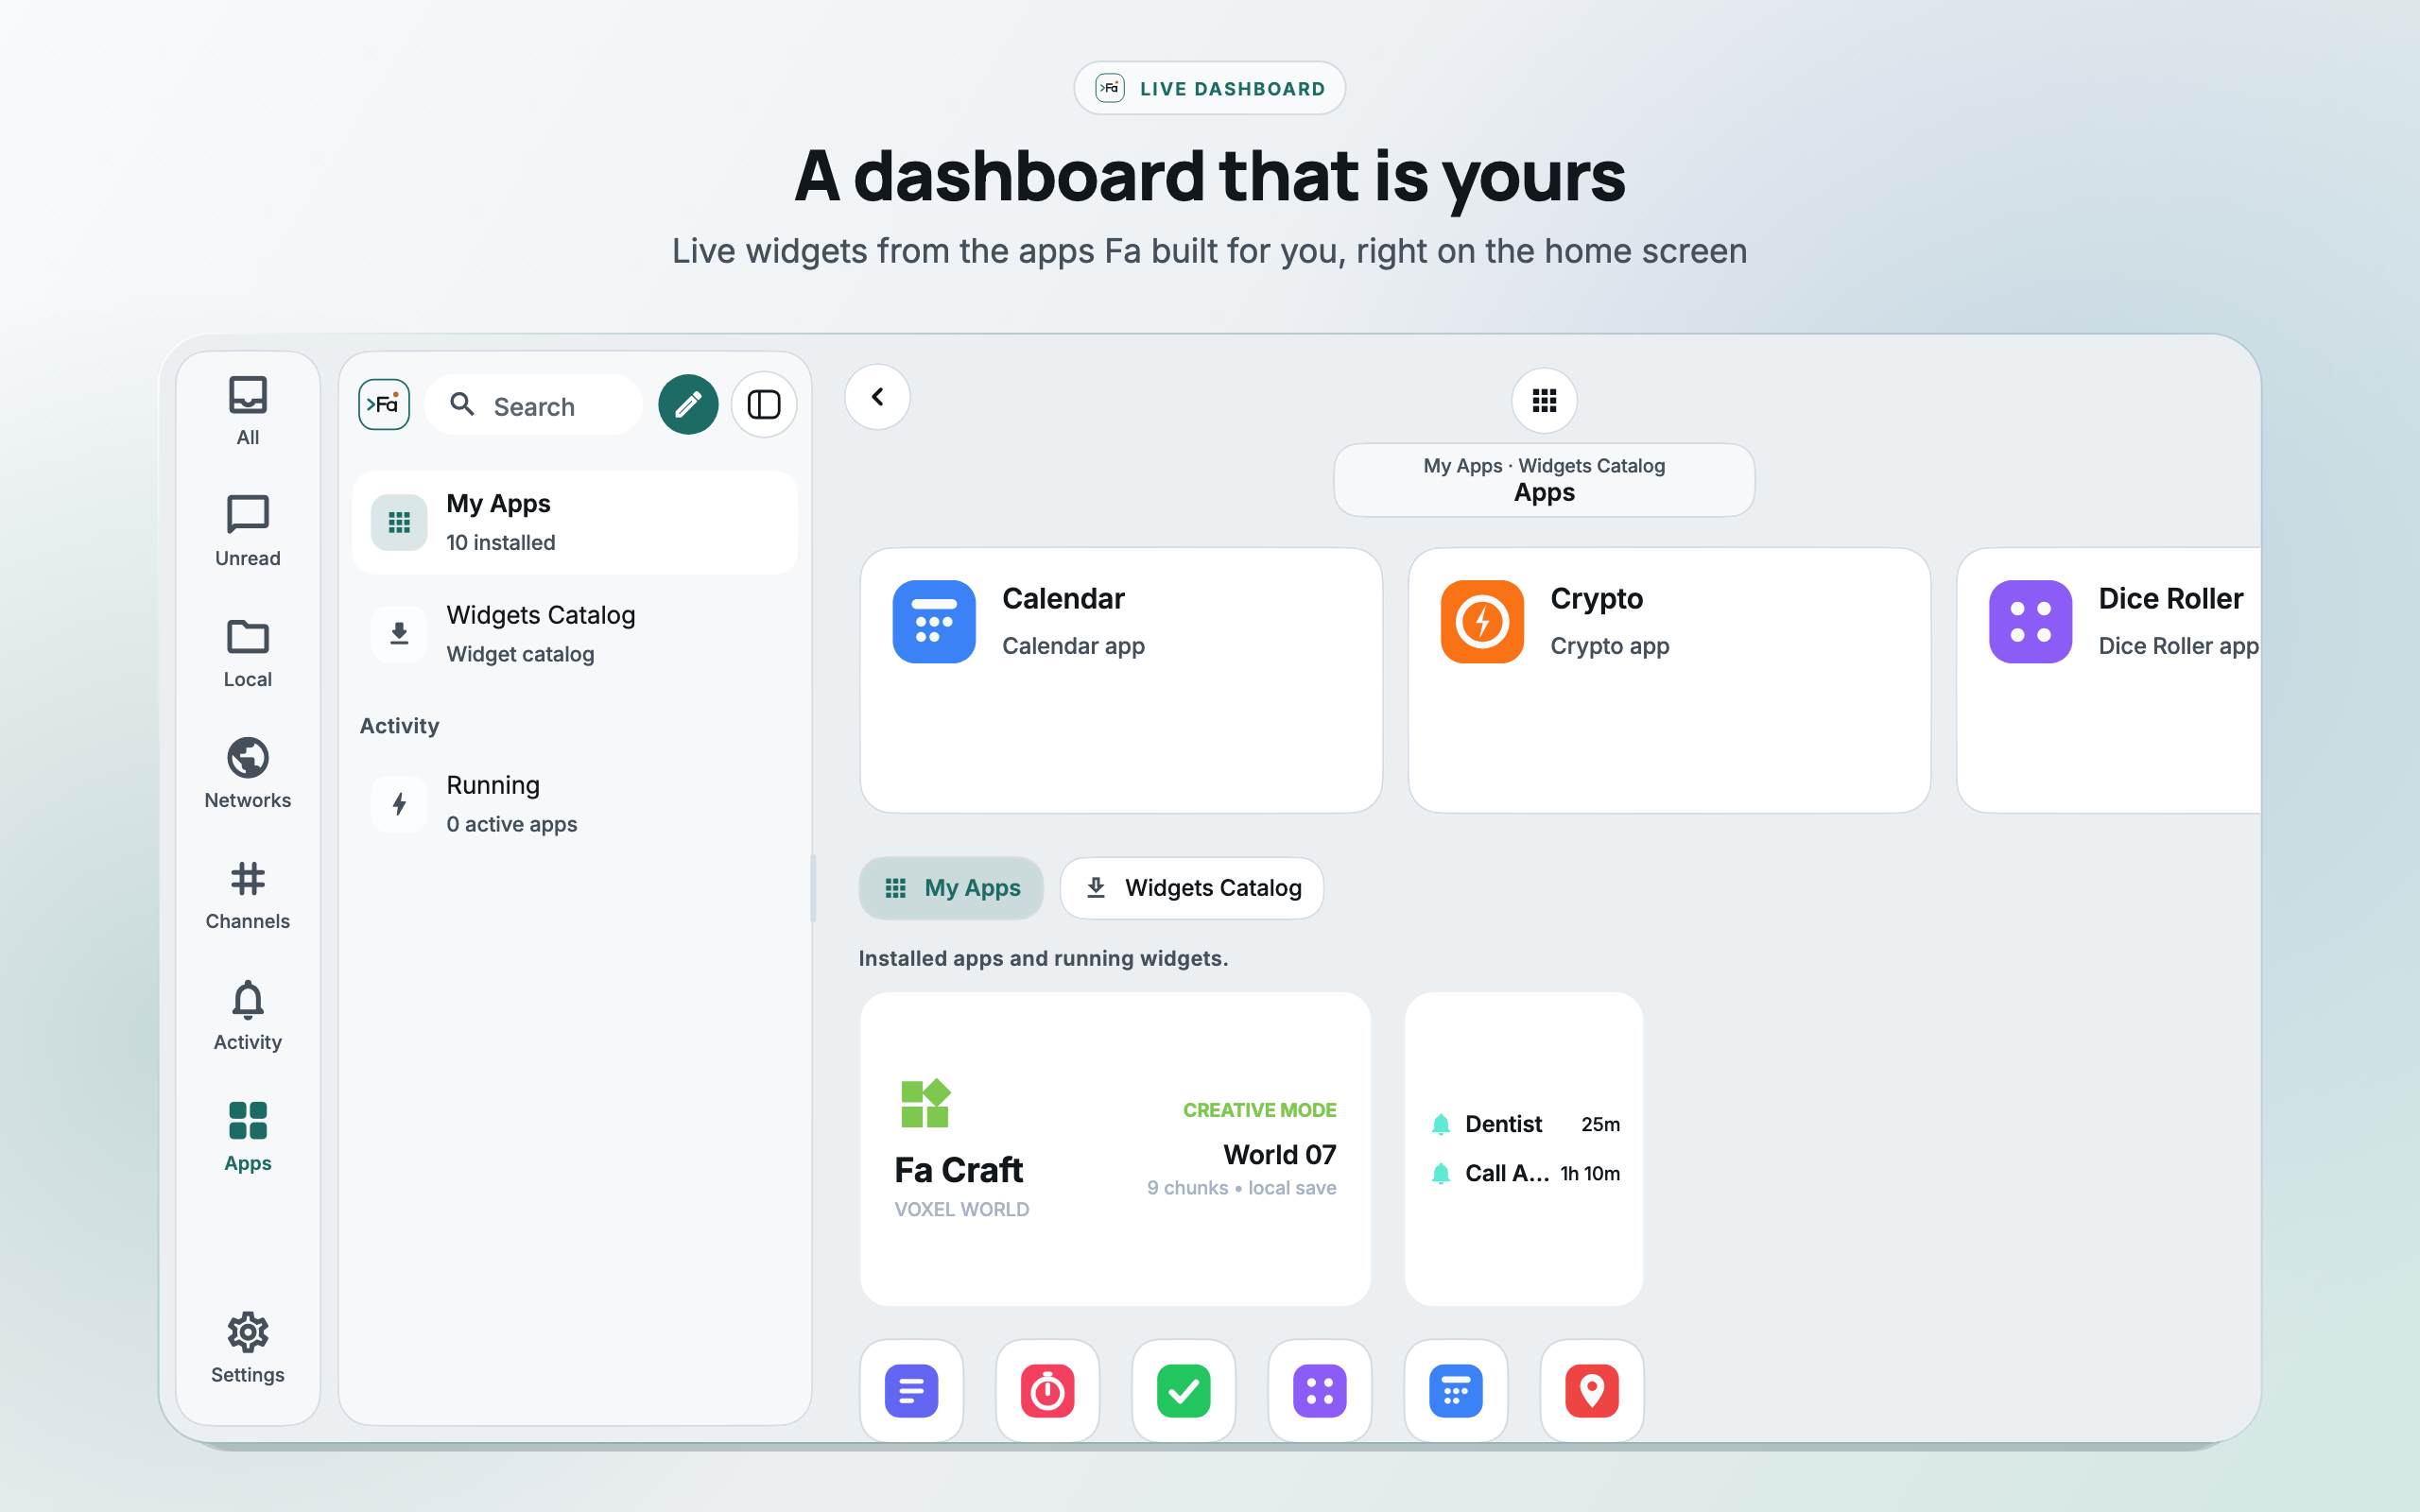 >Fa LIVE DASHBOARD
A dashboard that is yours
Live widgets from the apps Fa built for you, right on the home screen
All
Unread
Local
Networks
Channels
Activity
Apps
Settings
>Fa Search
My Apps
10 installed
Widgets Catalog
Widget catalog
Activity
Running
0 active apps
My Apps · Widgets Catalog
Apps
Calendar
Calendar app
Crypto
Crypto app
Dice Roller
Dice Roller app
My Apps
Widgets Catalog
Installed apps and running widgets.
Fa Craft
VOXEL WORLD
CREATIVE MODE
World 07
9 chunks • local save
Dentist 25m
Call A... 1h 10m